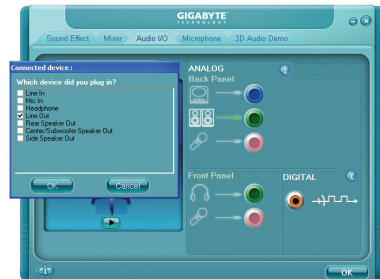 GIGABYTE
TECHNOLOGY
Sound Effect Mixer Audio I/O Microphone 3D Audio Demo
Connected device :
Which device did you plug in?
Line In
Mic In
Headphone
Line Out
Rear Speaker Out
Center/Subwoofer Speaker Out
Side Speaker Out
OK Cancel
ANALOG
Back Panel
Front Panel
DIGITAL
OK